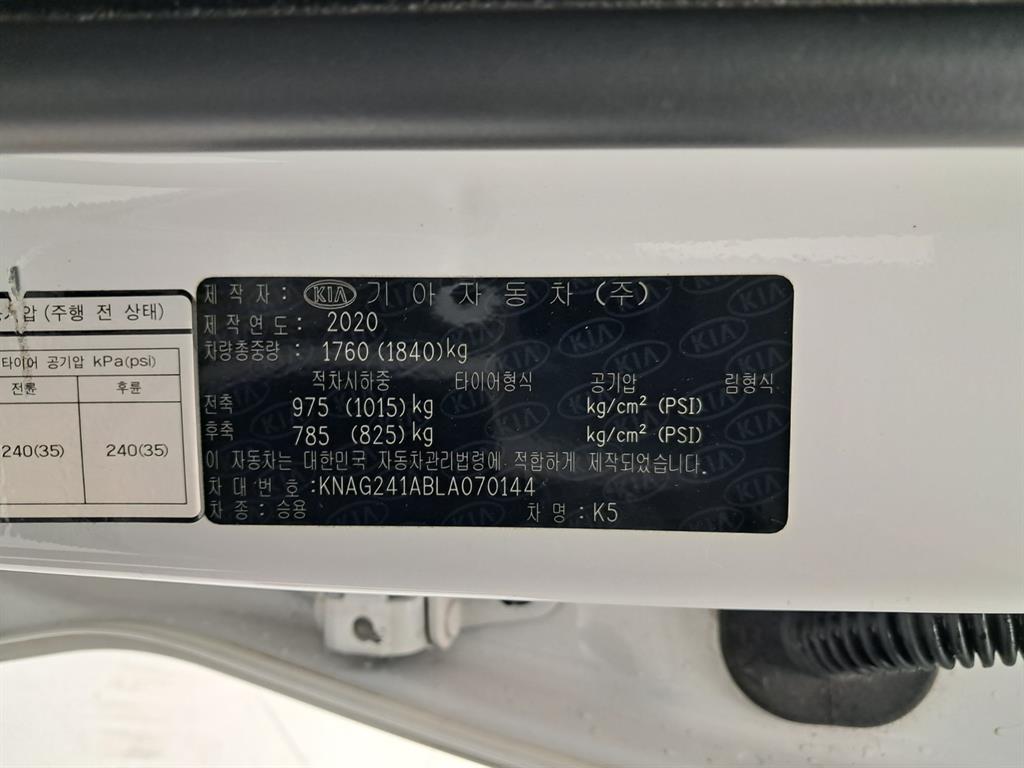 압 (주행 전 상태)
타이어 공기압 kPa(psi)
전륜 후륜
240(35) 240(35)
제 작 자 : KIA 기 아 자 동 차 (주)
제 작 연 도 : 2020
차량총중량 : 1760 (1840)kg
적차시하중 타이어형식 공기압 림형식
전축 975 (1015)kg kg/cm² (PSI)
후축 785 (825)kg kg/cm² (PSI)
이 자동차는 대한민국 자동차관리법령에 적합하게 제작되었습니다.
차 대 번 호 :KNAG241ABLA070144
차 종 : 승용 차 명 : K5